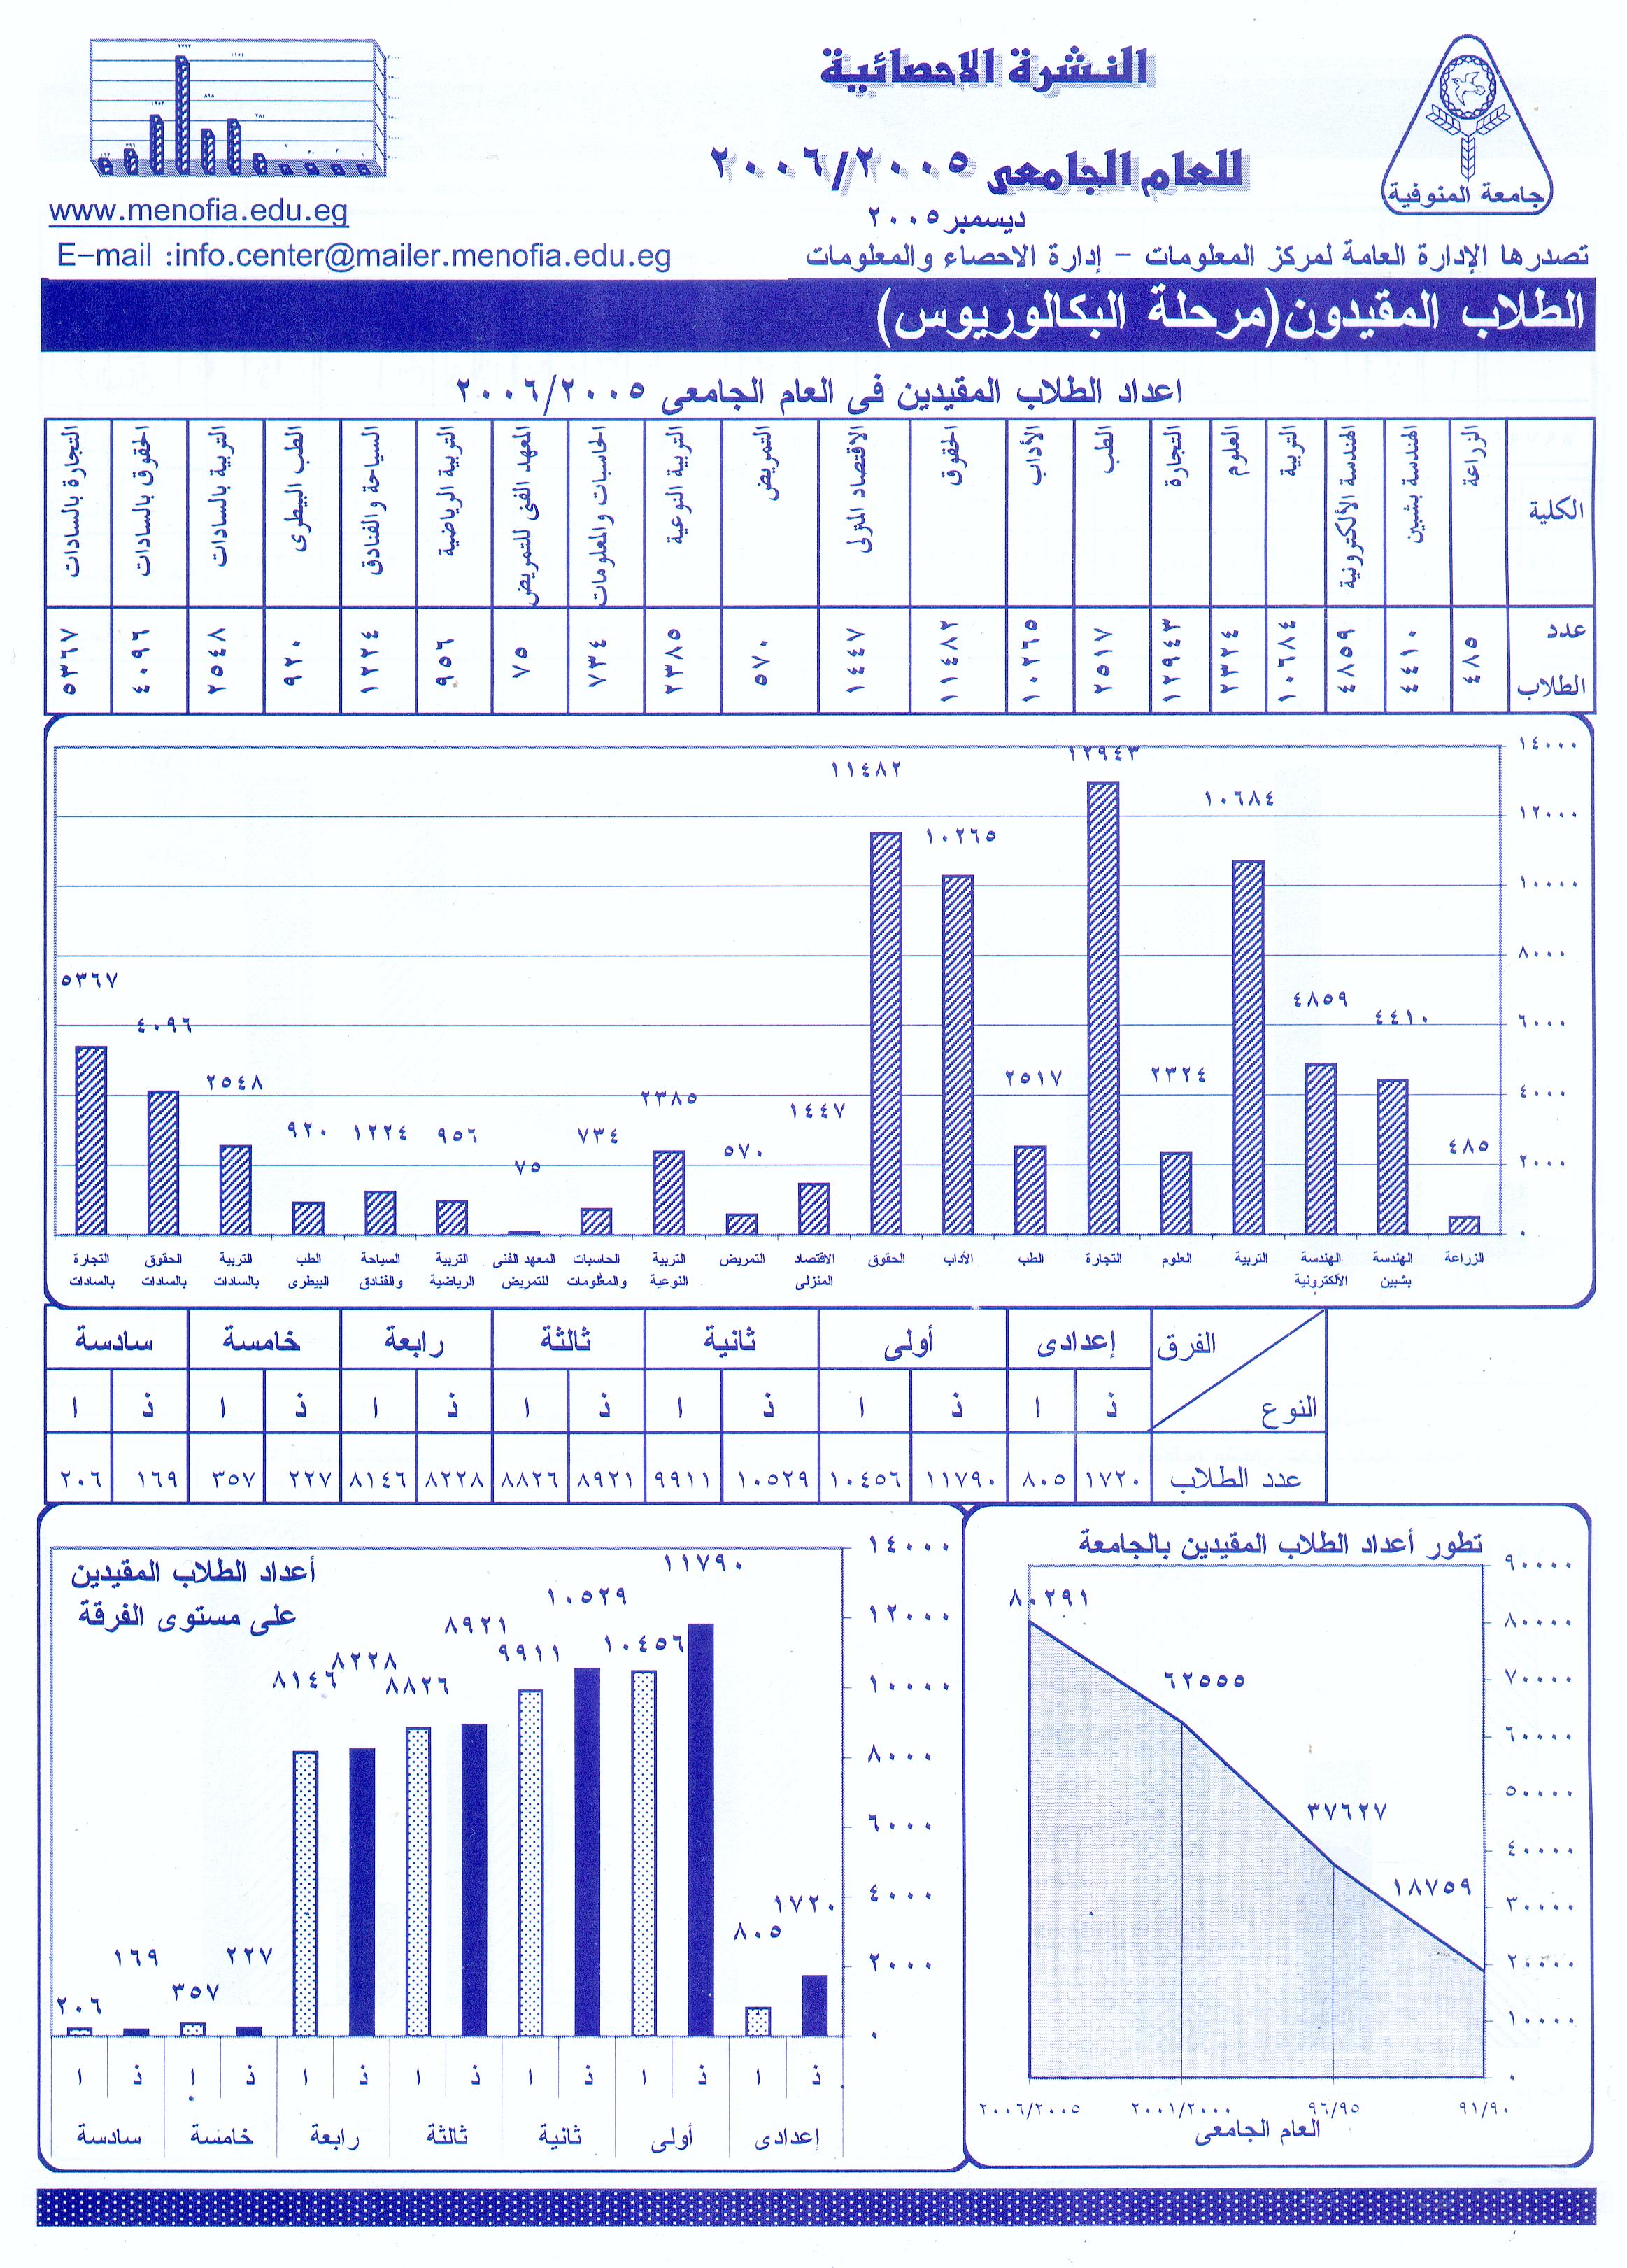 النشرة الاحصائية
للعام الجامعى ٢٠٠٦/٢٠٠٥
ديسمبر ٢٠٠٥
جامعة المنوفية
www.menofia.edu.eg
E-mail :info.center@mailer.menofia.edu.eg
تصدرها الإدارة العامة لمركز المعلومات - إدارة الاحصاء والمعلومات
الطلاب المقيدون(مرحلة البكالوريوس)
اعداد الطلاب المقيدين فى العام الجامعى ٢٠٠٦/٢٠٠٥
الكلية الزراعة الهندسة بشبين الهندسة الألكترونية التربية العلوم التجارة الطب الأداب الحقوق الاقتصاد المنزلى التمريض التربية النوعية الحاسبات والمعلومات المعهد الفنى للتمريض التربية الرياضية السياحة والفنادق الطب البيطرى التربية بالسادات الحقوق بالسادات التجارة بالسادات
عدد الطلاب ٤٨٥ ٤٤١٠ ٤٨٥٩ ١٠٦٨٤ ٢٣٢٤ ١٢٩٤٣ ٢٥١٧ ١٠٢٦٥ ١١٤٨٢ ١٤٤٧ ٥٧٠ ٢٣٨٥ ٧٣٤ ٧٥ ٩٥٦ ١٢٢٤ ٩٢٠ ٢٥٤٨ ٤٠٩٦ ٥٣٦٧
١٤٠٠٠
١٢٠٠٠
١٠٠٠٠
٨٠٠٠
٦٠٠٠
٤٠٠٠
٢٠٠٠
٠
٤٨٥ ٤٤١٠ ٤٨٥٩ ١٠٦٨٤ ٢٣٢٤ ١٢٩٤٣ ٢٥١٧ ١٠٢٦٥ ١١٤٨٢ ١٤٤٧ ٥٧٠ ٢٣٨٥ ٧٣٤ ٧٥ ٩٥٦ ١٢٢٤ ٩٢٠ ٢٥٤٨ ٤٠٩٦ ٥٣٦٧
الزراعة الهندسة الهندسة التربية العلوم التجارة الطب الأداب الحقوق الاقتصاد التمريض التربية الحاسبات المعهد الفنى التربية السياحة الطب التربية الحقوق التجارة
بشبين الألكترونية المنزلى النوعية والمعلومات للتمريض الرياضية والفنادق البيطرى بالسادات بالسادات بالسادات
الفرق إعدادى أولى ثانية ثالثة رابعة خامسة سادسة
النوع ذ ا ذ ا ذ ا ذ ا ذ ا ذ ا ذ ا
عدد الطلاب ١٧٢٠ ٨٠٥ ١١٧٩٠ ١٠٤٥٦ ١٠٥٢٩ ٩٩١١ ٨٩٢١ ٨٨٢٦ ٨٢٢٨ ٨١٤٦ ٢٢٧ ٣٥٧ ١٦٩ ٢٠٦
تطور أعداد الطلاب المقيدين بالجامعة
٩٠٠٠٠
٨٠٠٠٠
٧٠٠٠٠
٦٠٠٠٠
٥٠٠٠٠
٤٠٠٠٠
٣٠٠٠٠
٢٠٠٠٠
١٠٠٠٠
٠
١٨٧٥٩ ٣٧٦٢٧ ٦٢٥٥٥ ٨٠٢٩١
٩١/٩٠ ٩٦/٩٥ ٢٠٠١/٢٠٠٠ ٢٠٠٦/٢٠٠٥
العام الجامعى
أعداد الطلاب المقيدين
على مستوى الفرقة
١٤٠٠٠
١٢٠٠٠
١٠٠٠٠
٨٠٠٠
٦٠٠٠
٤٠٠٠
٢٠٠٠
٠
١٧٢٠ ٨٠٥ ١١٧٩٠ ١٠٤٥٦ ١٠٥٢٩ ٩٩١١ ٨٩٢١ ٨٨٢٦ ٨٢٢٨ ٨١٤٦ ٢٢٧ ٣٥٧ ١٦٩ ٢٠٦
ذ ا ذ ا ذ ا ذ ا ذ ا ذ ا ذ ا
إعدادى أولى ثانية ثالثة رابعة خامسة سادسة